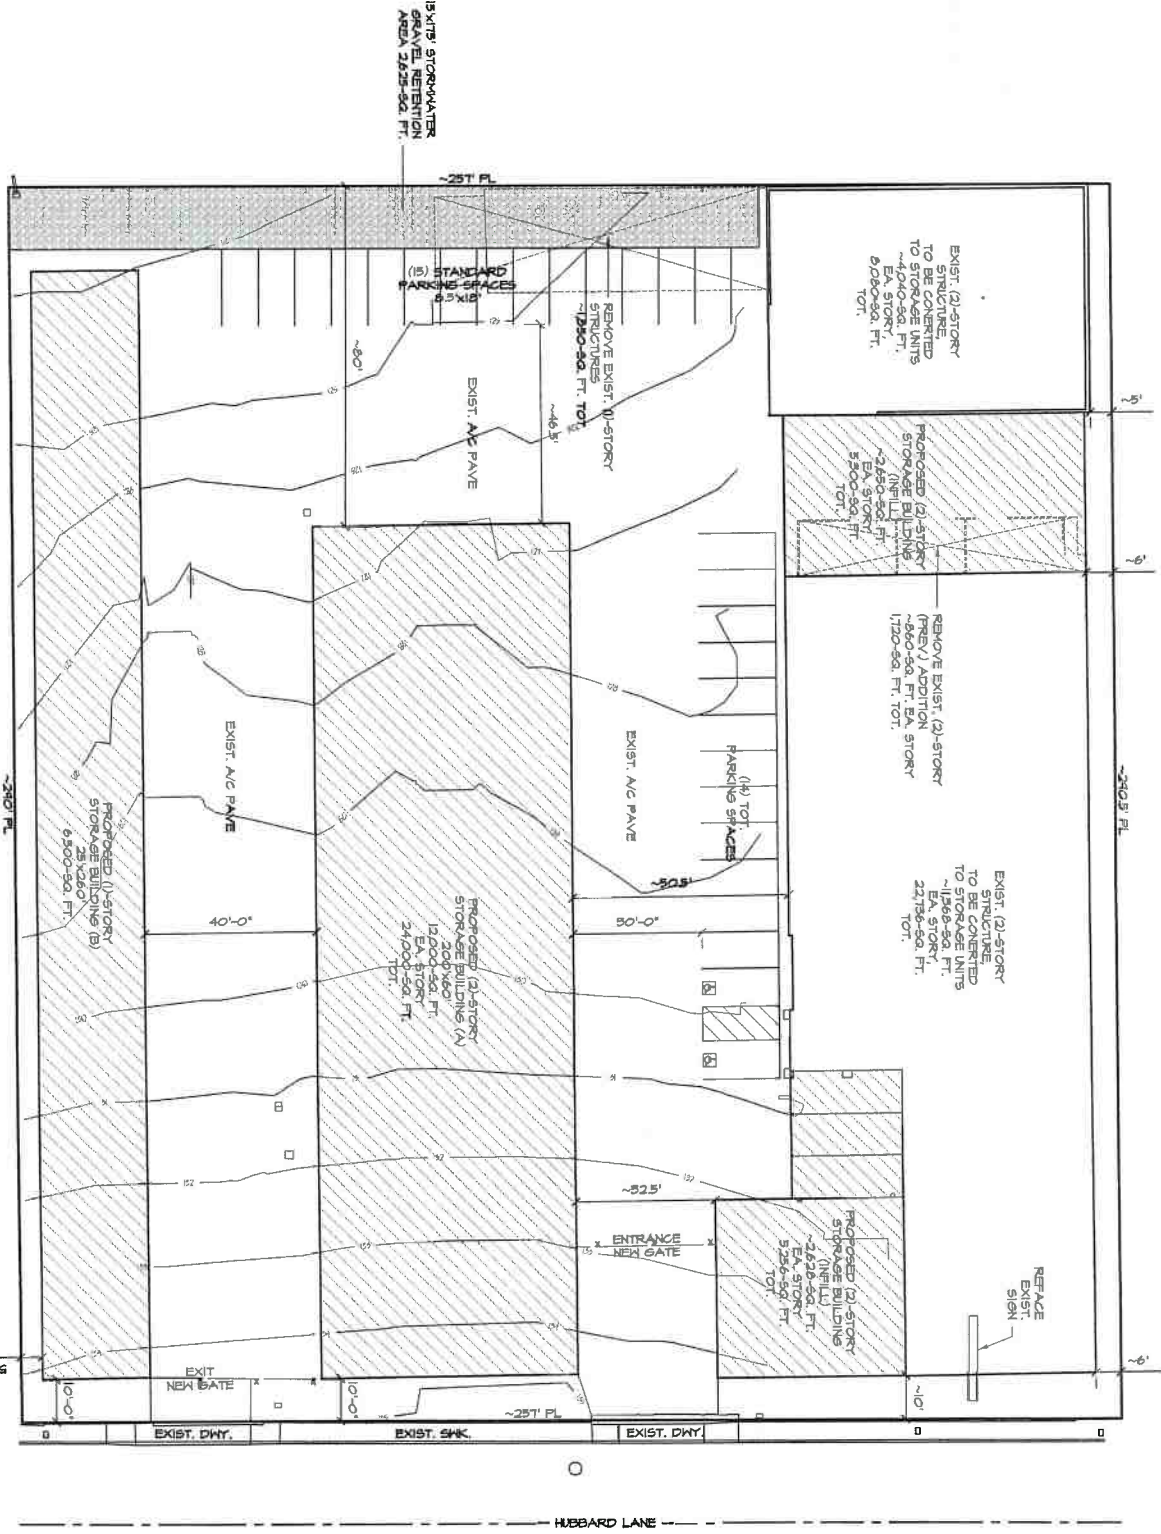 15'x175' STORMWATER
GRAVEL RETENTION
AREA 2,625-SQ. FT.
~257' PL
(15) STANDARD
PARKING SPACES
8.5'x18'
REMOVE EXIST. (1)-STORY
STRUCTURES
~1,850-SQ. FT. TOT.
EXIST. (2)-STORY
STRUCTURE,
TO BE CONERTED
TO STORAGE UNITS
~4,040-SQ. FT.
EA. STORY,
8,080-SQ. FT.
TOT.
~5'
~80'
EXIST. A/C PAVE
~46.5'
PROPOSED (2)-STORY
STORAGE BUILDING
(INFILL)
~2,650-SQ. FT.
EA. STORY
5,300-SQ. FT.
TOT.
~6'
REMOVE EXIST. (2)-STORY
(PREV.) ADDITION
~860-SQ. FT. EA. STORY
1,720-SQ. FT. TOT.
EXIST. A/C PAVE
EXIST. A/C PAVE
(14) TOT.
PARKING SPACES
~240' PL
~240.5' PL
PROPOSED (1)-STORY
STORAGE BUILDING (B)
25'x260'
6,500-SQ. FT.
40'-0"
PROPOSED (2)-STORY
STORAGE BUILDING (A)
200'x60'
12,000-SQ. FT.
EA. STORY
24,000-SQ. FT.
TOT.
~50.5'
50'-0"
EXIST. (2)-STORY
STRUCTURE,
TO BE CONERTED
TO STORAGE UNITS
~11,368-SQ. FT.
EA. STORY,
22,736-SQ. FT.
TOT.
~52.5'
ENTRANCE
NEW GATE
PROPOSED (2)-STORY
STORAGE BUILDING
(INFILL)
~2,628-SQ. FT.
EA. STORY
5,256-SQ. FT.
TOT.
REFACE
EXIST.
SIGN
~6'
EXIT
NEW GATE
10'-0"
10'-0"
~257' PL
~10'
EXIST. DWY.
EXIST. SWK.
EXIST. DWY.
HUBBARD LANE